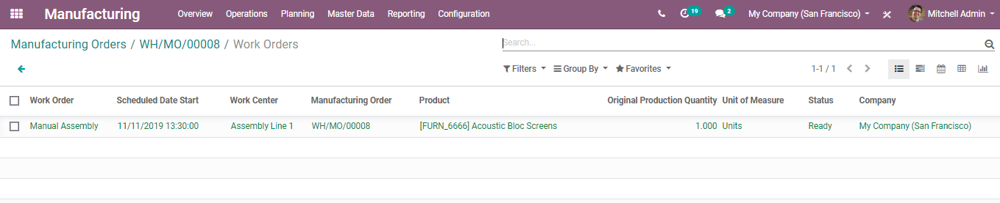 Manufacturing Overview Operations Planning Master Data Reporting Configuration 19 2 My Company (San Francisco) Mitchell Admin
Manufacturing Orders / WH/MO/00008 / Work Orders Search...
Filters Group By Favorites 1-1 / 1
Work Order Scheduled Date Start Work Center Manufacturing Order Product Original Production Quantity Unit of Measure Status Company
Manual Assembly 11/11/2019 13:30:00 Assembly Line 1 WH/MO/00008 [FURN_6666] Acoustic Bloc Screens 1.000 Units Ready My Company (San Francisco)